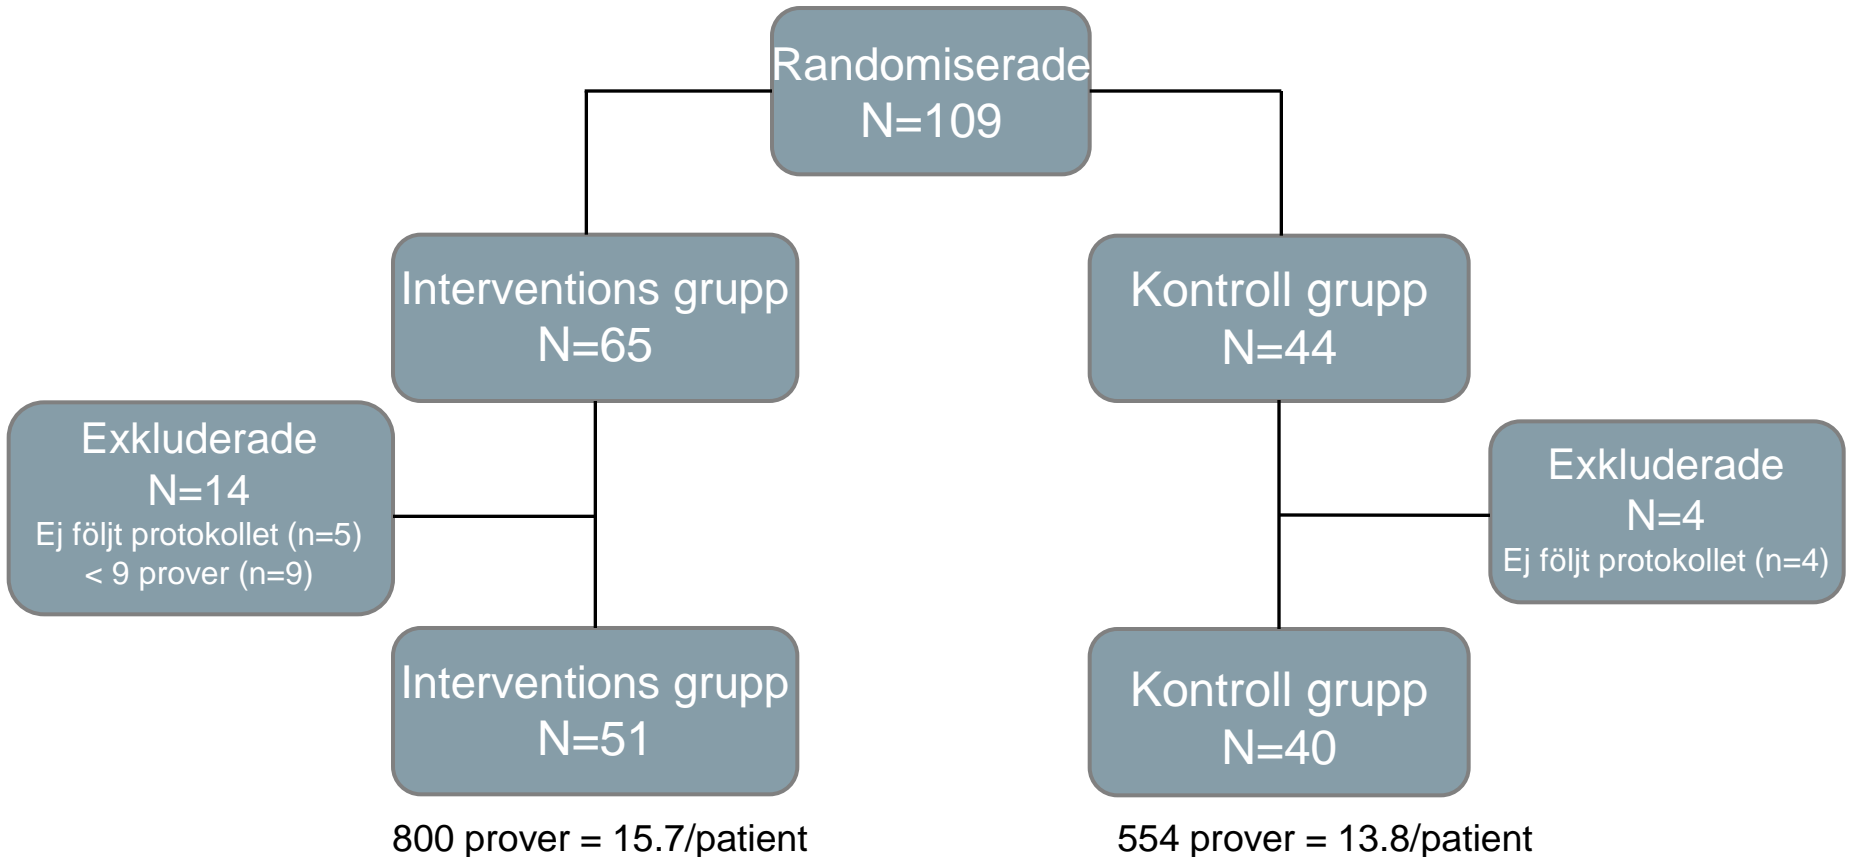 Randomiserade
N=109
Interventions grupp
N=65
Kontroll grupp
N=44
Exkluderade
N=14
Ej följt protokollet (n=5)
< 9 prover (n=9)
Exkluderade
N=4
Ej följt protokollet (n=4)
Interventions grupp
N=51
Kontroll grupp
N=40
800 prover = 15.7/patient
554 prover = 13.8/patient